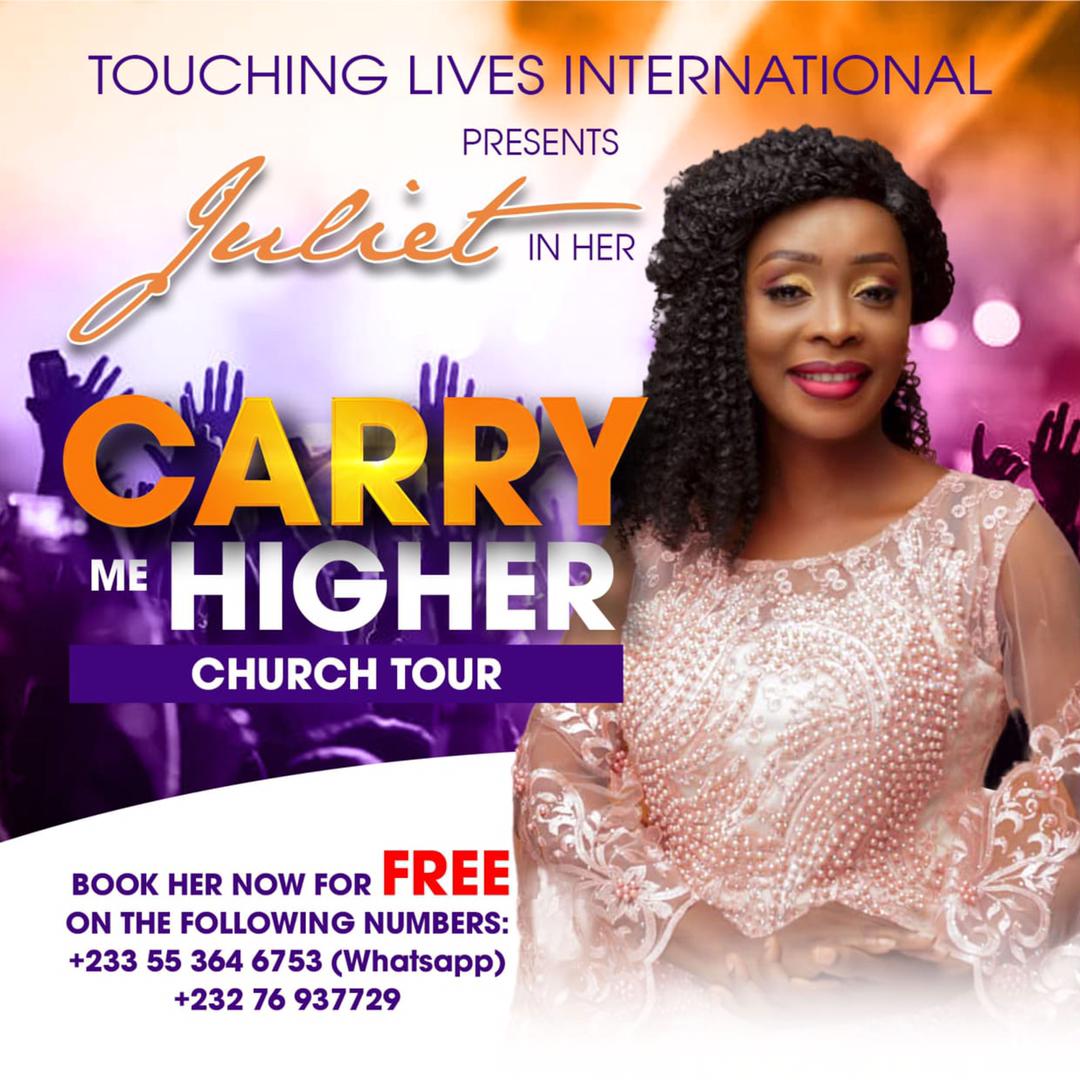 TOUCHING LIVES INTERNATIONAL
PRESENTS
Juliet IN HER
CARRY
ME HIGHER
CHURCH TOUR
BOOK HER NOW FOR FREE
ON THE FOLLOWING NUMBERS:
+233 55 364 6753 (Whatsapp)
+232 76 937729